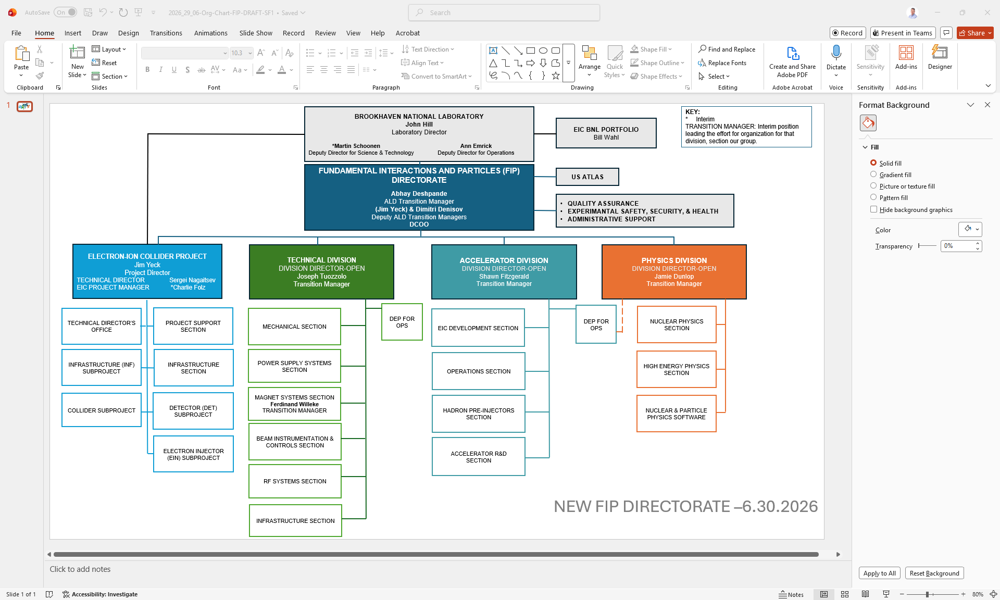 AutoSave On 2026_29_06-Org-Chart-FIP-DRAFT-SF1 • Saved Search
File Home Insert Draw Design Transitions Animations Slide Show Record Review View Help Acrobat
Record Present in Teams Share
Paste
Clipboard
New Slide
Layout
Reset
Section
Slides
10.3
B I U S ab AV Aa A
Font
Text Direction
Align Text
Convert to SmartArt
Paragraph
Arrange
Quick Styles
Shape Fill
Shape Outline
Shape Effects
Drawing
Find and Replace
Replace Fonts
Select
Editing
Create and Share Adobe PDF
Adobe Acrobat
Dictate
Voice
Sensitivity
Sensitivity
Add-ins
Add-ins
Designer
1
BROOKHAVEN NATIONAL LABORATORY
John Hill
Laboratory Director
*Martin Schoonen Ann Emrick
Deputy Director for Science & Technology Deputy Director for Operations
EIC BNL PORTFOLIO
Bill Wahl
KEY:
* Interim
TRANSITION MANAGER: Interim position
leading the effort for organization for that
division, section our group.
FUNDAMENTAL INTERACTIONS AND PARTICLES (FIP)
DIRECTORATE
Abhay Deshpande
ALD Transition Manager
(Jim Yeck) & Dimitri Denisov
Deputy ALD Transition Managers
DCOO
US ATLAS
• QUALITY ASSURANCE
• EXPERIMANTAL SAFETY, SECURITY, & HEALTH
• ADMINISTRATIVE SUPPORT
ELECTRON-ION COLLIDER PROJECT
Jim Yeck
Project Director
TECHNICAL DIRECTOR Sergei Nagaitsev
EIC PROJECT MANAGER *Charlie Folz
TECHNICAL DIVISION
DIVISION DIRECTOR-OPEN
Joseph Tuozzolo
Transition Manager
ACCELERATOR DIVISION
DIVISION DIRECTOR-OPEN
Shawn Fitzgerald
Transition Manager
PHYSICS DIVISION
DIVISION DIRECTOR-OPEN
Jamie Dunlop
Transition Manager
TECHNICAL DIRECTOR'S
OFFICE
PROJECT SUPPORT
SECTION
INFRASTRUCTURE (INF)
SUBPROJECT
INFRASTRUCTURE
SECTION
COLLIDER SUBPROJECT
DETECTOR (DET)
SUBPROJECT
ELECTRON INJECTOR
(EIN) SUBPROJECT
MECHANICAL SECTION
DEP FOR
OPS
POWER SUPPLY SYSTEMS
SECTION
MAGNET SYSTEMS SECTION
Ferdinand Willeke
TRANSITION MANAGER
BEAM INSTRUMENTATION &
CONTROLS SECTION
RF SYSTEMS SECTION
INFRASTRUCTURE SECTION
EIC DEVELOPMENT SECTION
DEP FOR
OPS
OPERATIONS SECTION
HADRON PRE-INJECTORS
SECTION
ACCELERATOR R&D
SECTION
NUCLEAR PHYSICS
SECTION
HIGH ENERGY PHYSICS
SECTION
NUCLEAR & PARTICLE
PHYSICS SOFTWARE
NEW FIP DIRECTORATE –6.30.2026
Format Background
Fill
Solid fill
Gradient fill
Picture or texture fill
Pattern fill
Hide background graphics
Color
Transparency 0%
Apply to All Reset Background
Click to add notes
Slide 1 of 1 Accessibility: Investigate Notes 80%